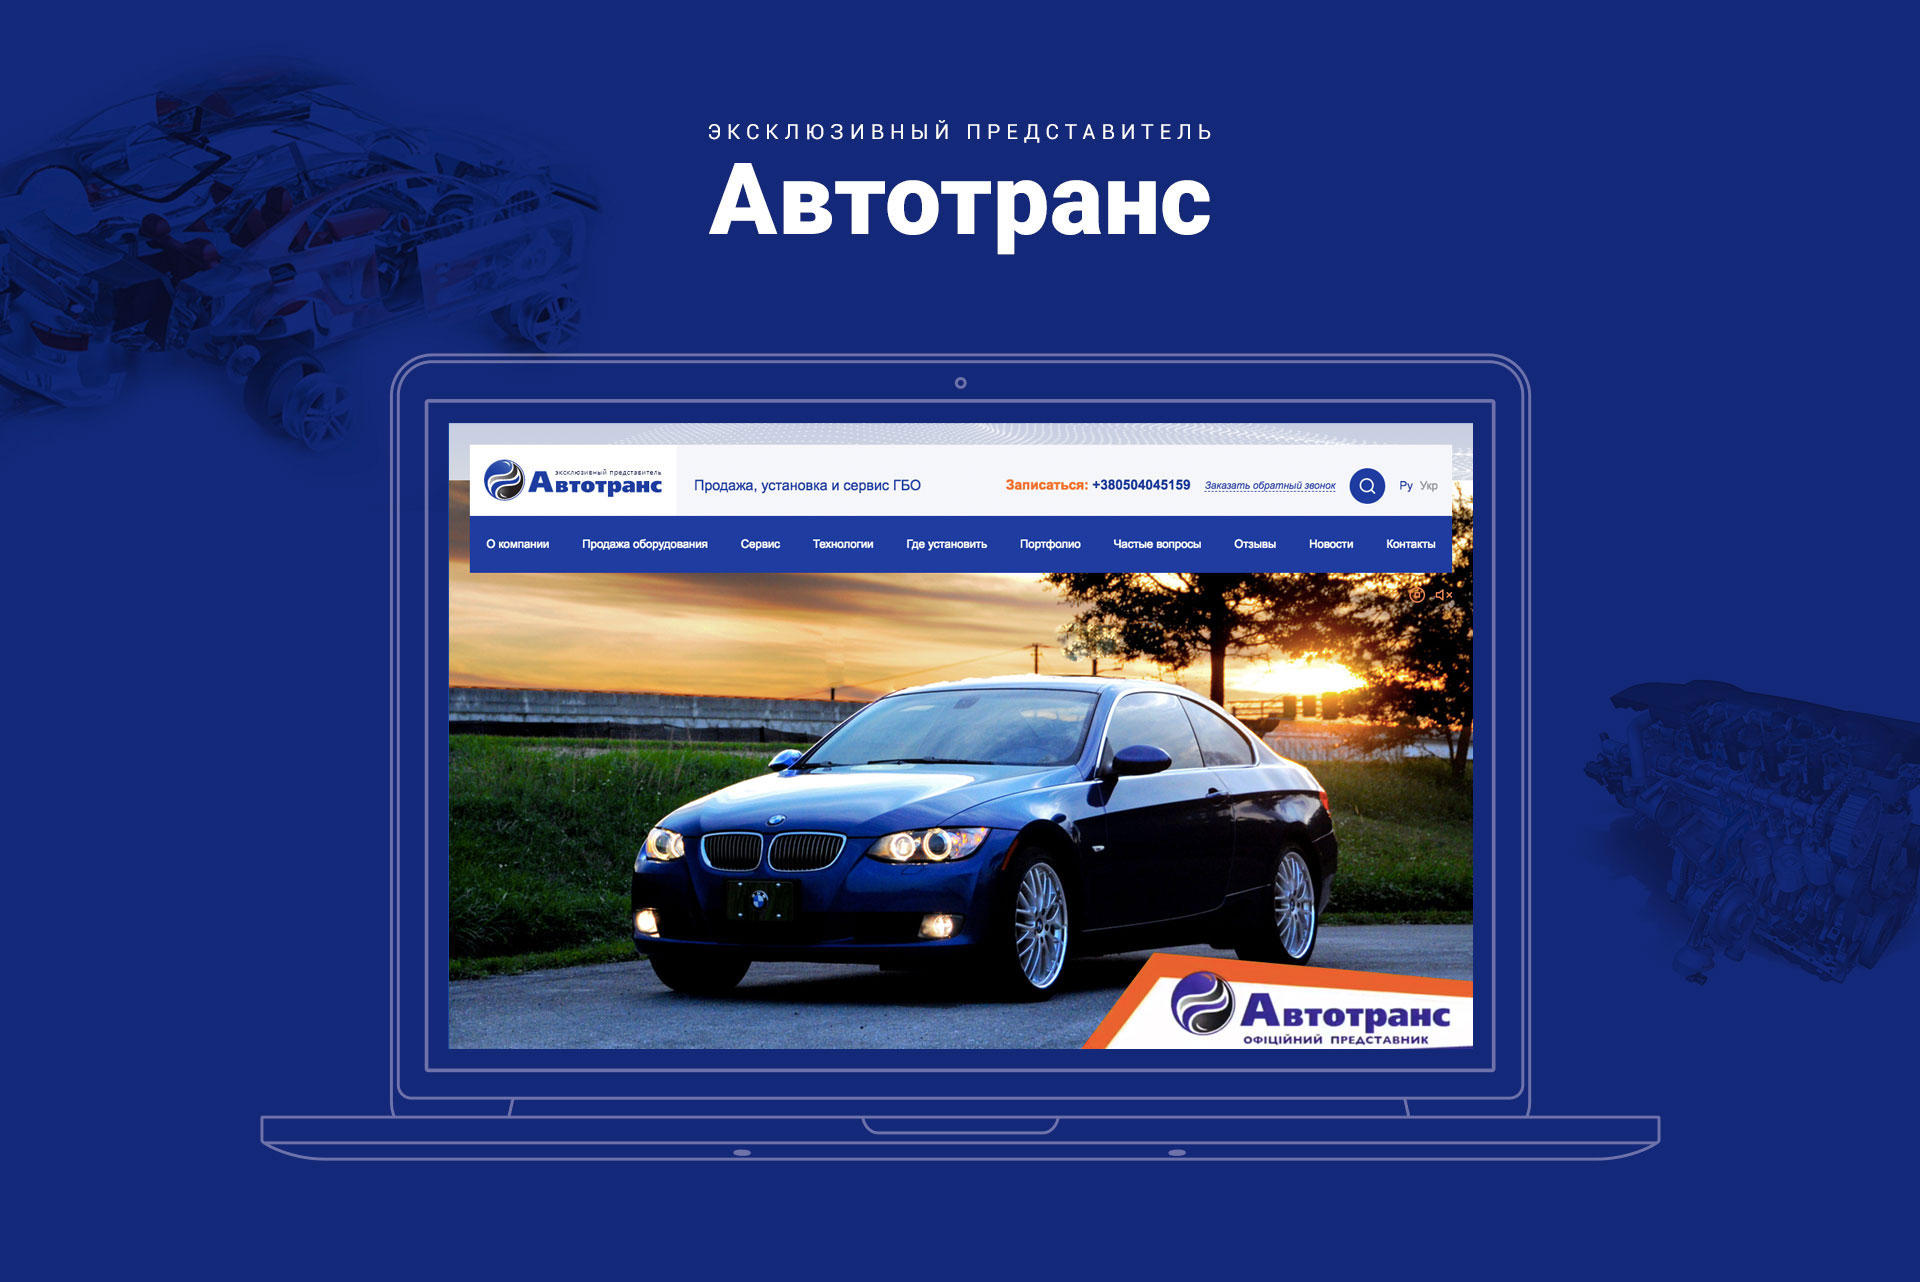 ЭКСКЛЮЗИВНЫЙ ПРЕДСТАВИТЕЛЬ
Автотранс
эксклюзивный представитель
Автотранс
Продажа, установка и сервис ГБО
Записаться: +380504045159
Заказать обратный звонок
Ру Укр
О компании Продажа оборудования Сервис Технологии Где установить Портфолио Частые вопросы Отзывы Новости Контакты
Автотранс
ОФІЦІЙНИЙ ПРЕДСТАВНИК